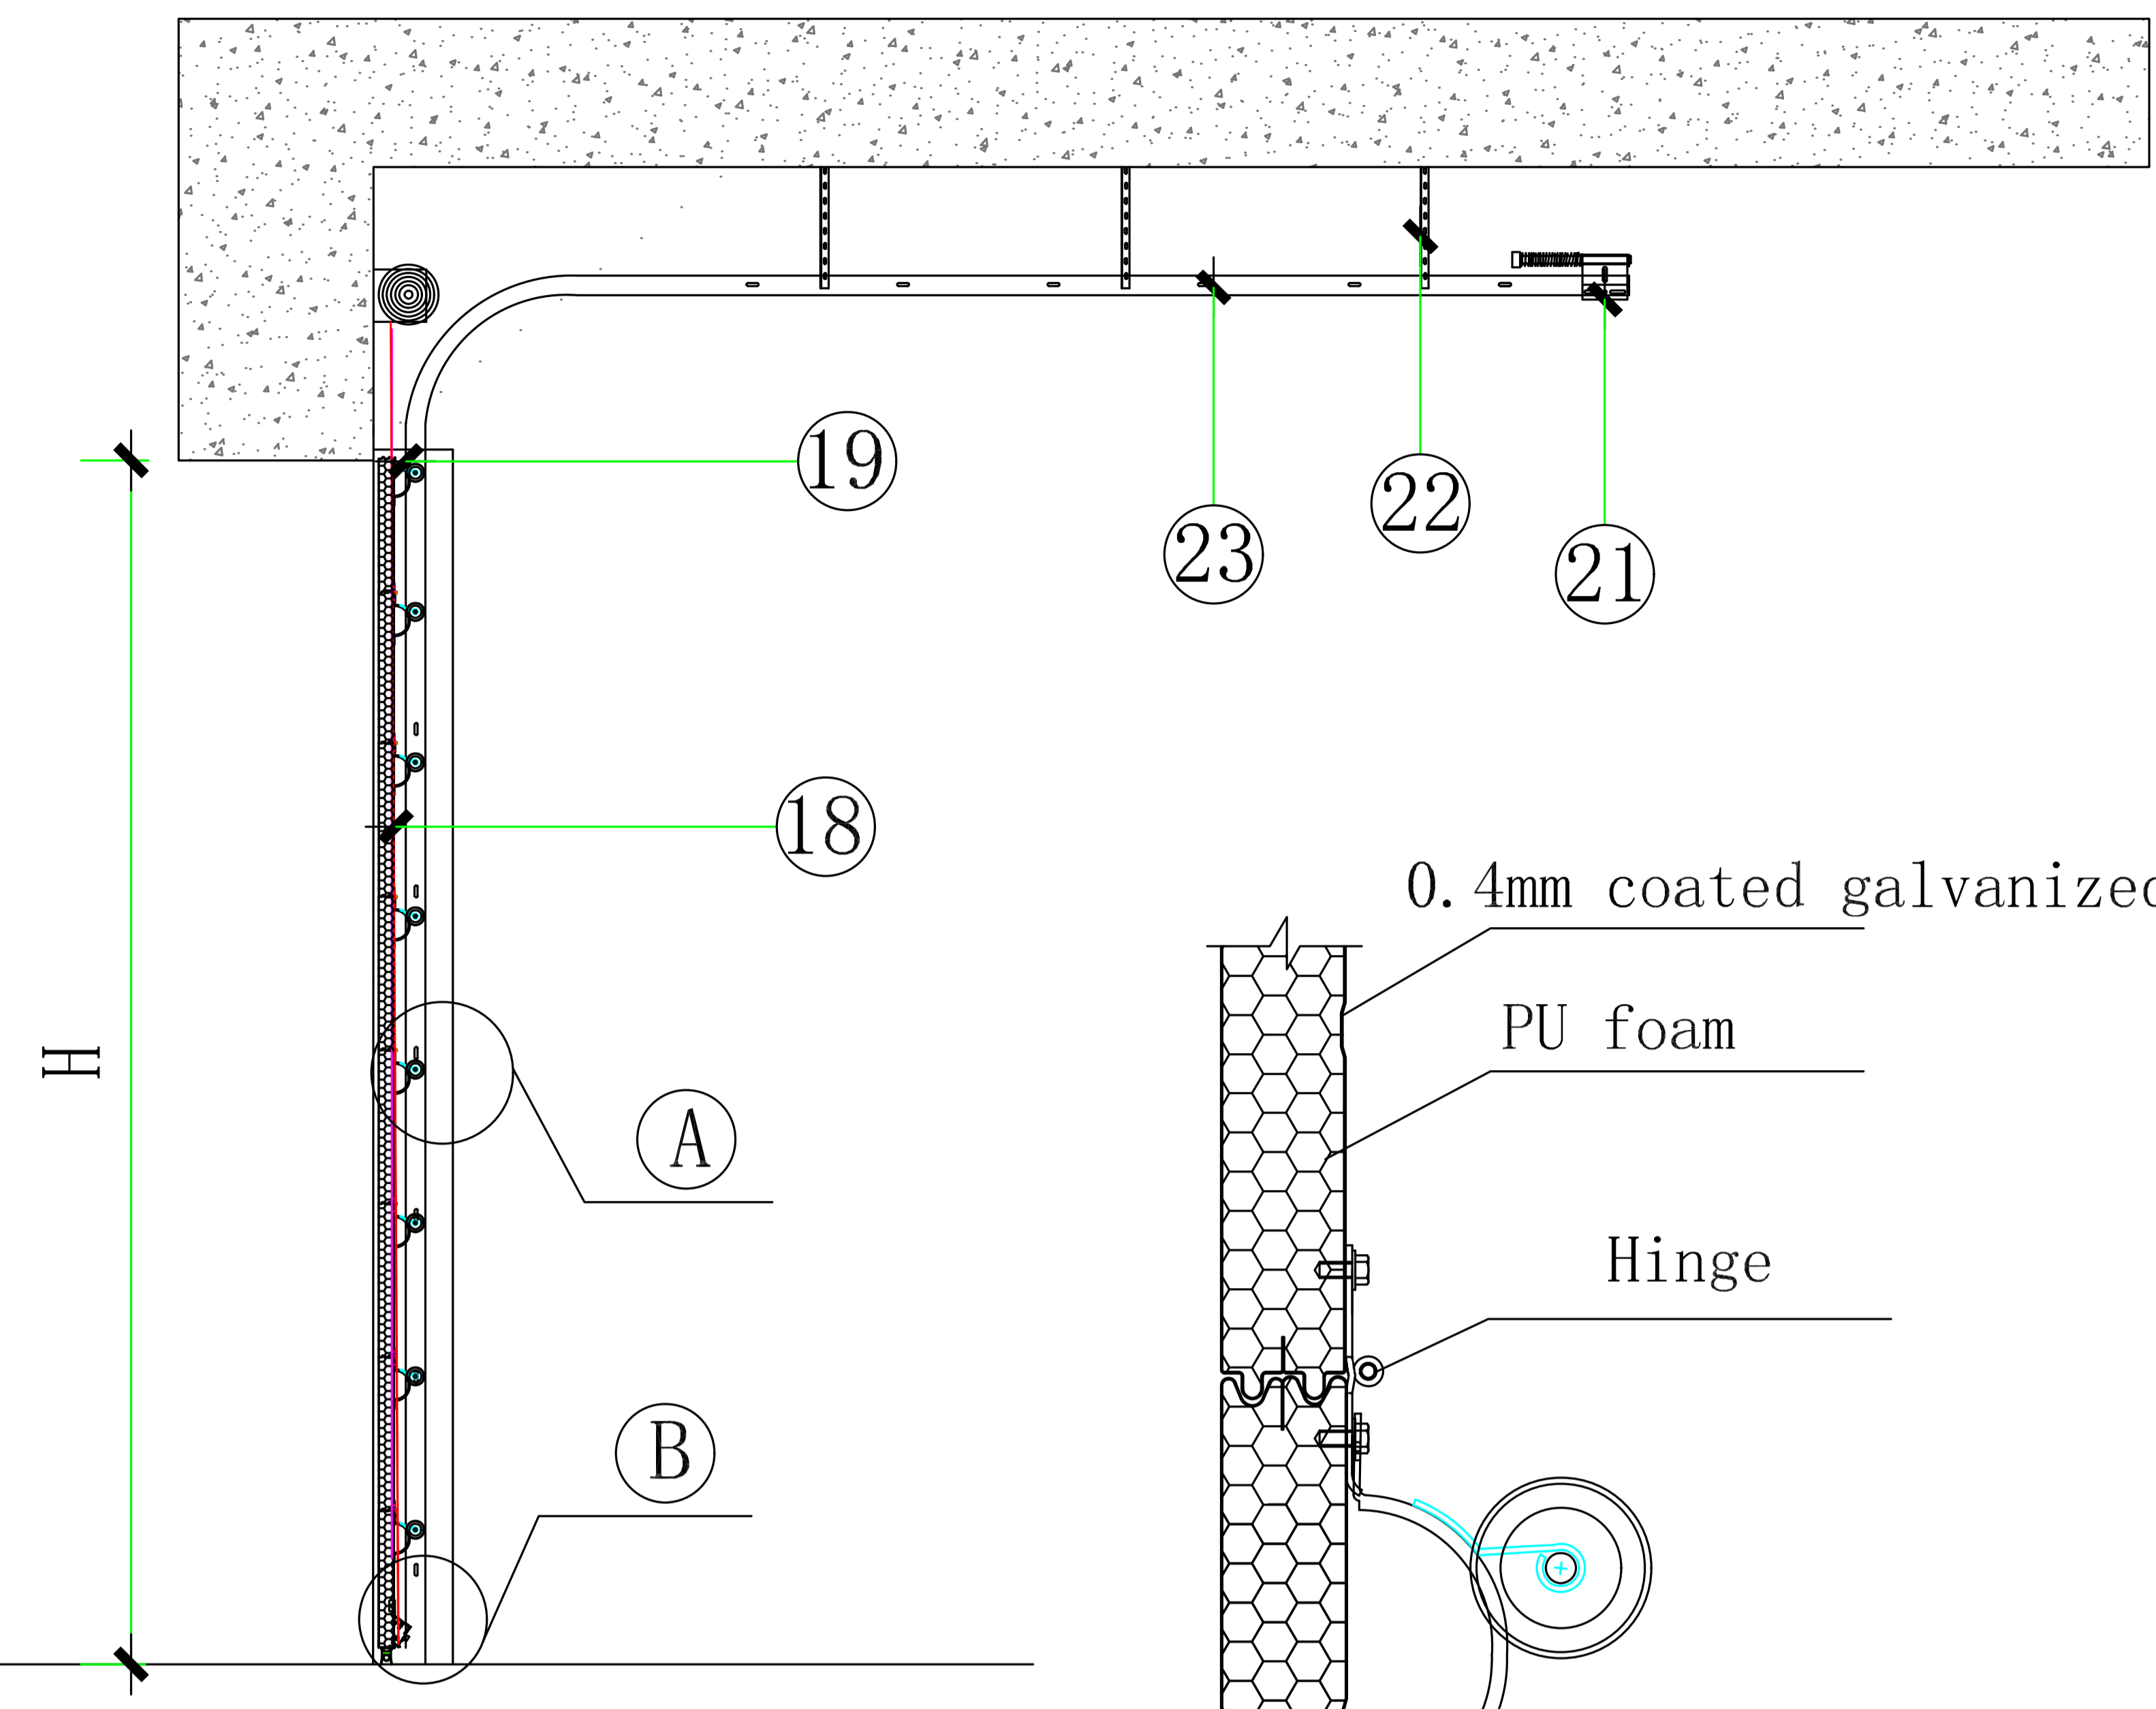 19
23
22
21
18
0.4mm coated galvanized
PU foam
H
A
Hinge
B